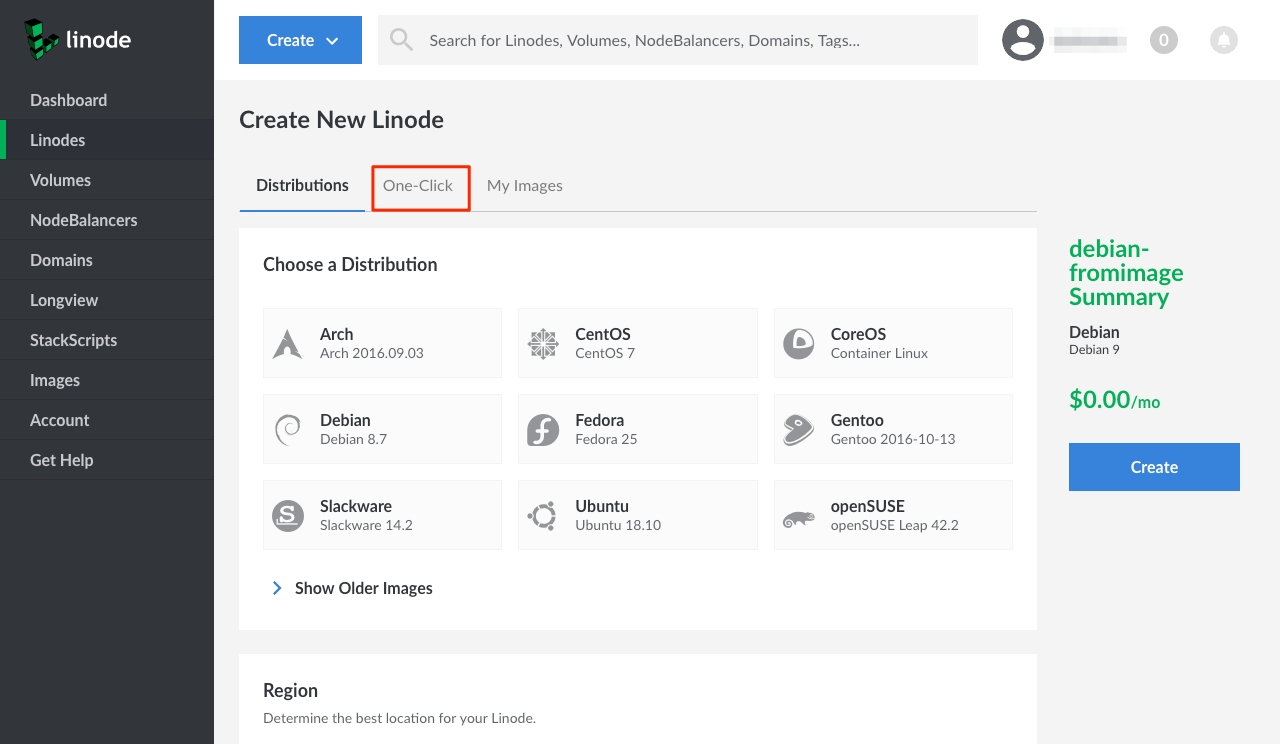 linode
Create
Search for Linodes, Volumes, NodeBalancers, Domains, Tags...
0
Dashboard
Linodes
Volumes
NodeBalancers
Domains
Longview
StackScripts
Images
Account
Get Help
Create New Linode
Distributions
One-Click
My Images
Choose a Distribution
Arch
Arch 2016.09.03
CentOS
CentOS 7
CoreOS
Container Linux
Debian
Debian 8.7
Fedora
Fedora 25
Gentoo
Gentoo 2016-10-13
Slackware
Slackware 14.2
Ubuntu
Ubuntu 18.10
openSUSE
openSUSE Leap 42.2
Show Older Images
Region
Determine the best location for your Linode.
debian-
fromimage
Summary
Debian
Debian 9
$0.00/mo
Create